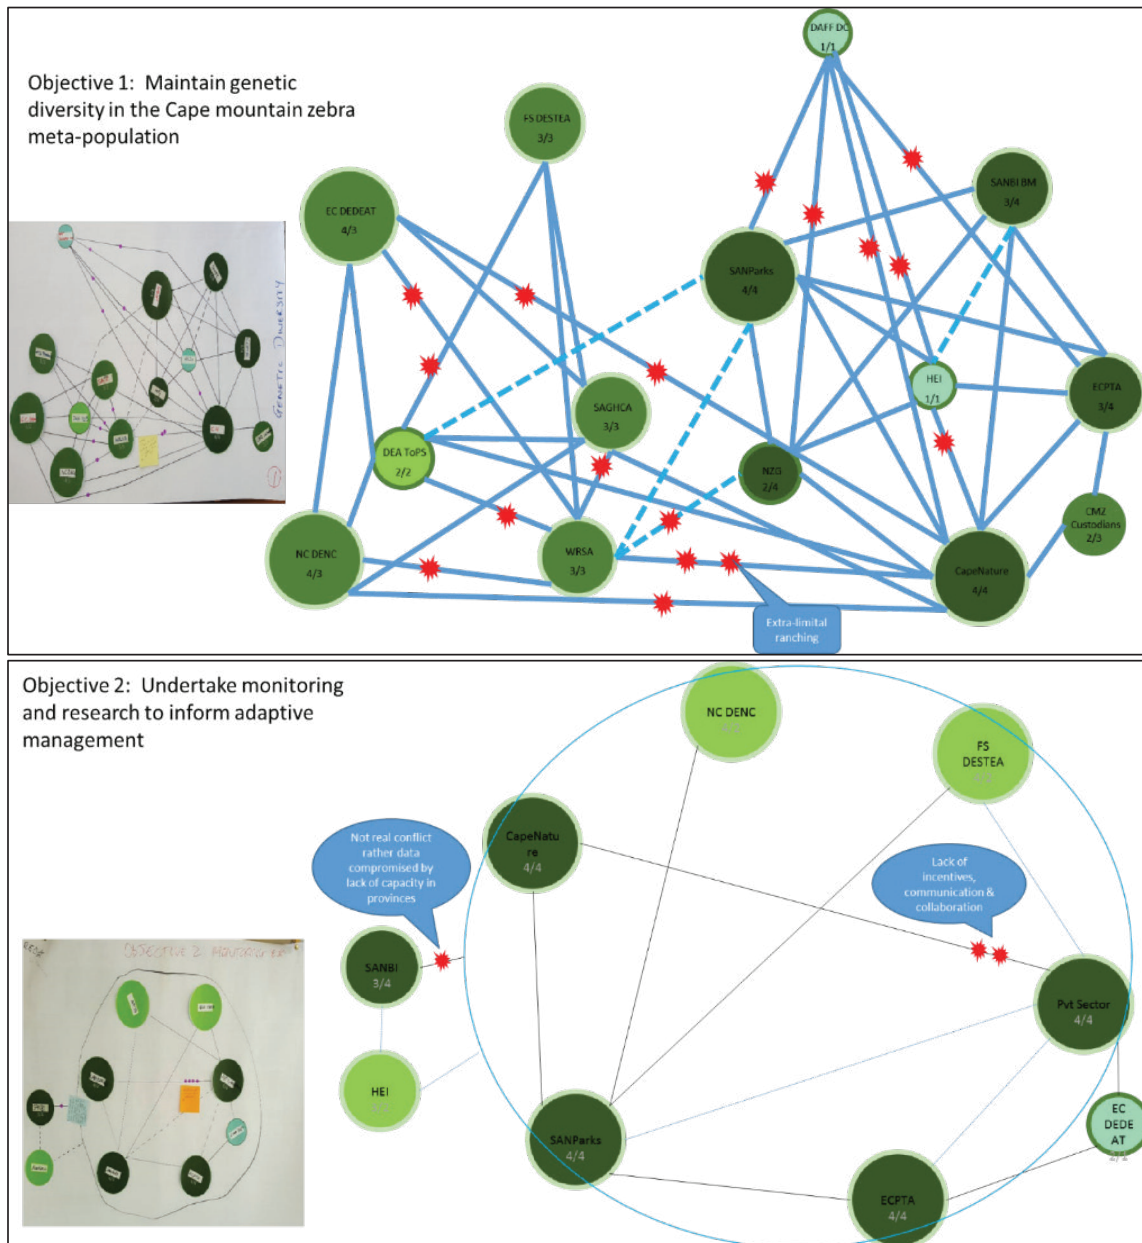 Objective 1: Maintain genetic
diversity in the Cape mountain zebra
meta-population
DAFF DC
1/1
FS DESTEA
3/3
EC DEDEAT
4/3
SANBI BM
3/4
SANParks
4/4
HEI
1/1
ECPTA
3/4
SAGHCA
3/3
DEA ToPS
2/2
NZG
2/4
CMZ
Custodians
2/3
NC DENC
4/3
WRSA
3/3
CapeNature
4/4
Extra-limital
ranching
GENETIC DIVERSITY
Objective 2: Undertake monitoring
and research to inform adaptive
management
NC DENC
FS
DESTEA
CapeNatu
re
4/4
Not real conflict
rather data
compromised by
lack of capacity in
provinces
Lack of
incentives,
communication &
collaboration
SANBI
3/4
Pvt Sector
4/4
HEI
SANParks
4/4
EC
DEDE
AT
ECPTA
4/4
OBJECTIVE 2